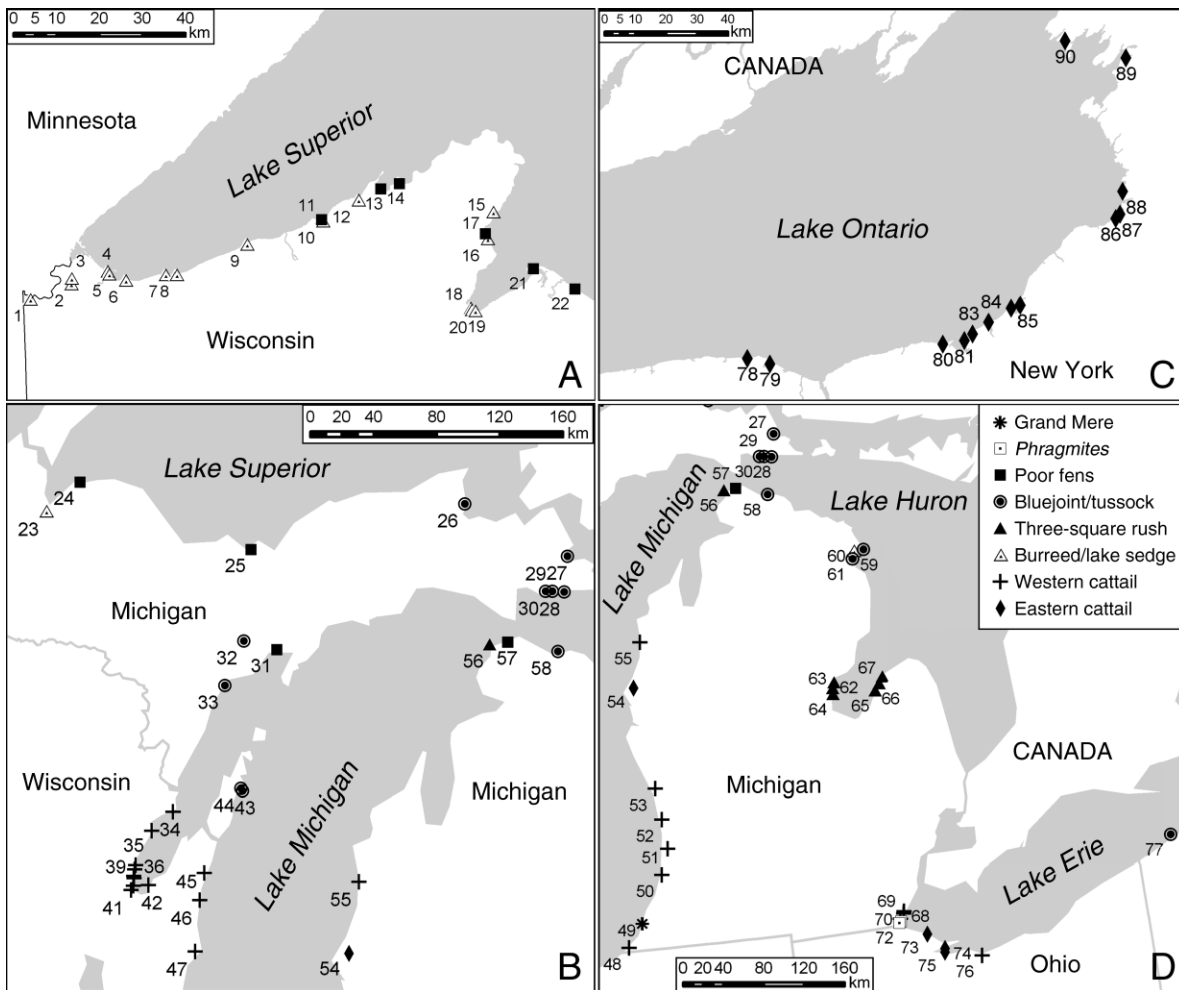 0 5 10 20 30 40
km
Minnesota
Lake Superior
Wisconsin
1
2
3
4
5
6
7
8
9
10
11
12
13
14
15
17
16
18
20
19
21
22
A
0 5 10 20 30 40
km
CANADA
Lake Ontario
New York
90
89
88
86
87
84
85
83
80
81
78
79
C
0 20 40 80 120 160
km
Lake Superior
24
23
25
26
Michigan
29
27
30
28
32
31
33
56
57
58
Wisconsin
44
43
Lake Michigan
Michigan
34
35
39
36
41
42
45
46
47
55
54
B
27
29
30
28
57
56
58
Lake Michigan
Lake Huron
60
59
61
55
54
63
62
64
67
65
66
CANADA
Michigan
53
52
51
50
49
48
Lake Erie
77
69
70
68
72
73
75
74
76
Ohio
0 20 40 80 120 160
km
D
Grand Mere
Phragmites
Poor fens
Bluejoint/tussock
Three-square rush
Burreed/lake sedge
Western cattail
Eastern cattail